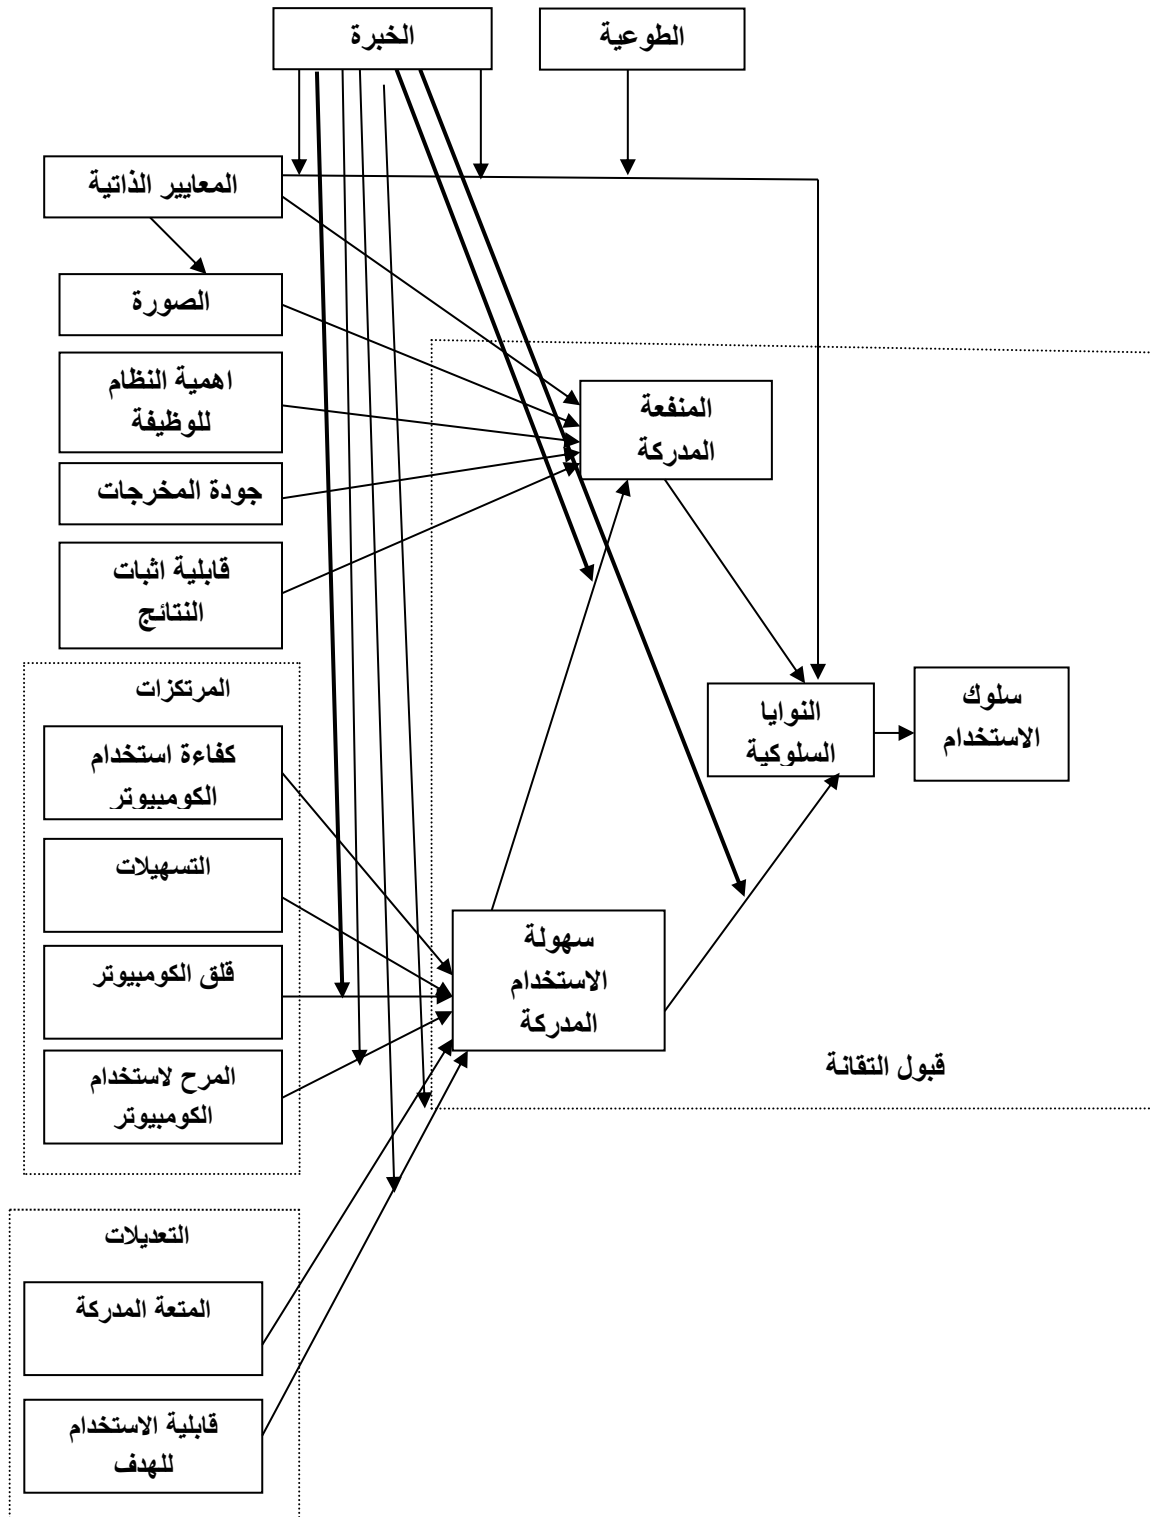 الخبرة
الطوعية
المعايير الذاتية
الصورة
اهمية النظام
للوظيفة
جودة المخرجات
قابلية اثبات
النتائج
المنفعة
المدركة
المرتكزات
كفاءة استخدام
الكومبيوتر
التسهيلات
قلق الكومبيوتر
المرح لاستخدام
الكومبيوتر
النوايا
السلوكية
سلوك
الاستخدام
سهولة
الاستخدام
المدركة
قبول التقانة
التعديلات
المتعة المدركة
قابلية الاستخدام
للهدف